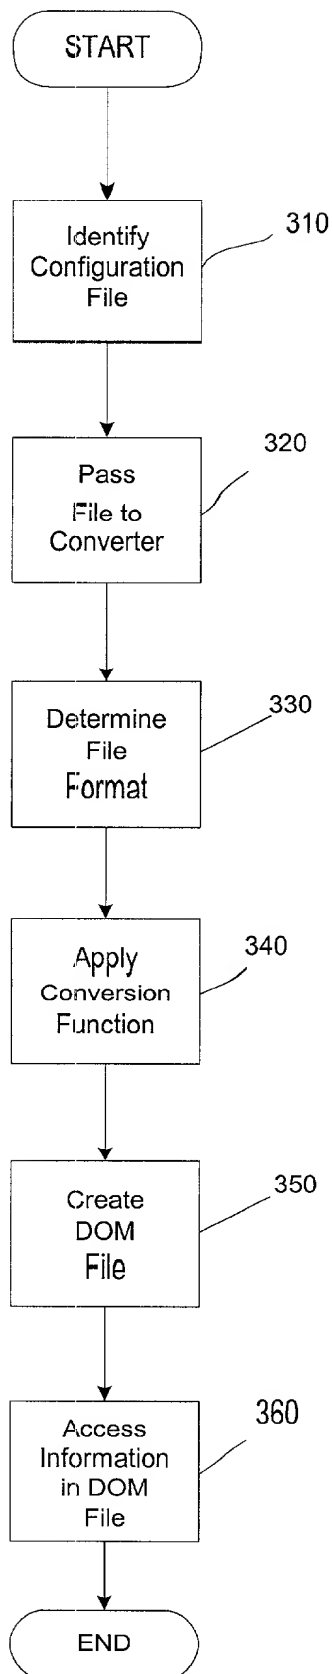 START
Identify
Configuration
File
310
Pass
File to
Converter
320
Determine
File
Format
330
Apply
Conversion
Function
340
Create
DOM
File
350
Access
Information
in DOM
File
360
END